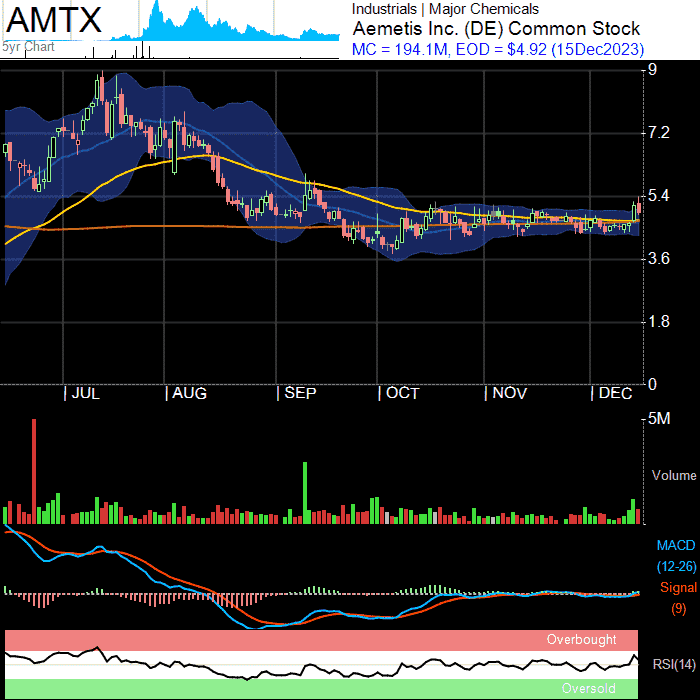 AMTX
5yr Chart
Industrials | Major Chemicals
Aemetis Inc. (DE) Common Stock
MC = 194.1M, EOD = $4.92 (15Dec2023)
9
7.2
5.4
3.6
1.8
0
| JUL | AUG | SEP | OCT | NOV | DEC
5M
Volume
MACD
(12-26)
Signal
(9)
Overbought
RSI(14)
Oversold